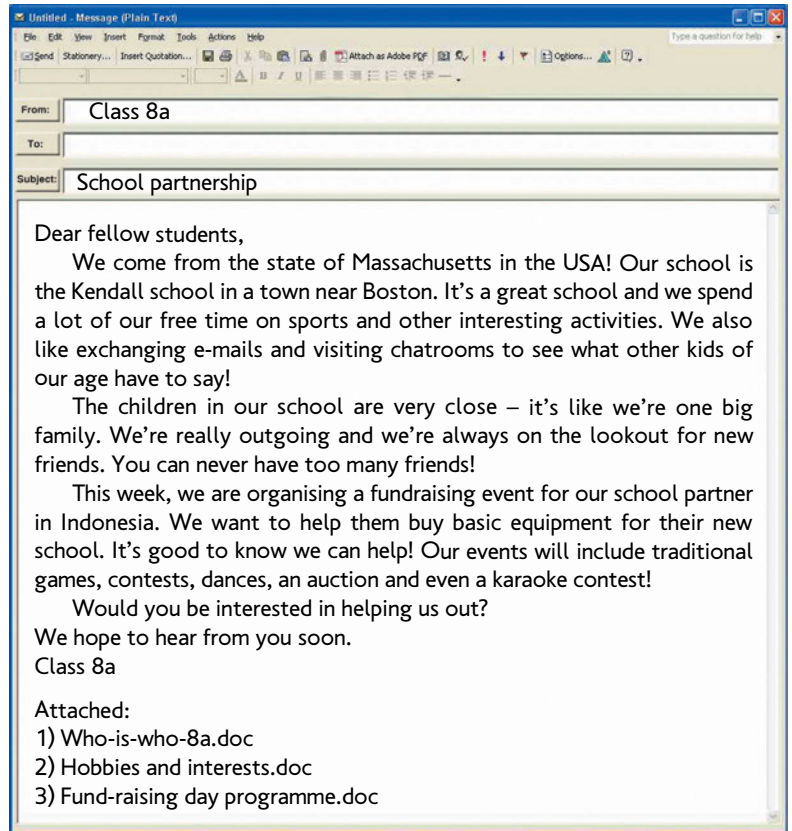 Untitled - Message (Plain Text)
File Edit View Insert Format Tools Actions Help Type a question for help
Send Stationery... Insert Quotation... Attach as Adobe PDF Options...
From: Class 8a
To:
Subject: School partnership
Dear fellow students,
We come from the state of Massachusetts in the USA! Our school is
the Kendall school in a town near Boston. It's a great school and we spend
a lot of our free time on sports and other interesting activities. We also
like exchanging e-mails and visiting chatrooms to see what other kids of
our age have to say!
The children in our school are very close – it's like we're one big
family. We're really outgoing and we're always on the lookout for new
friends. You can never have too many friends!
This week, we are organising a fundraising event for our school partner
in Indonesia. We want to help them buy basic equipment for their new
school. It's good to know we can help! Our events will include traditional
games, contests, dances, an auction and even a karaoke contest!
Would you be interested in helping us out?
We hope to hear from you soon.
Class 8a
Attached:
1) Who-is-who-8a.doc
2) Hobbies and interests.doc
3) Fund-raising day programme.doc